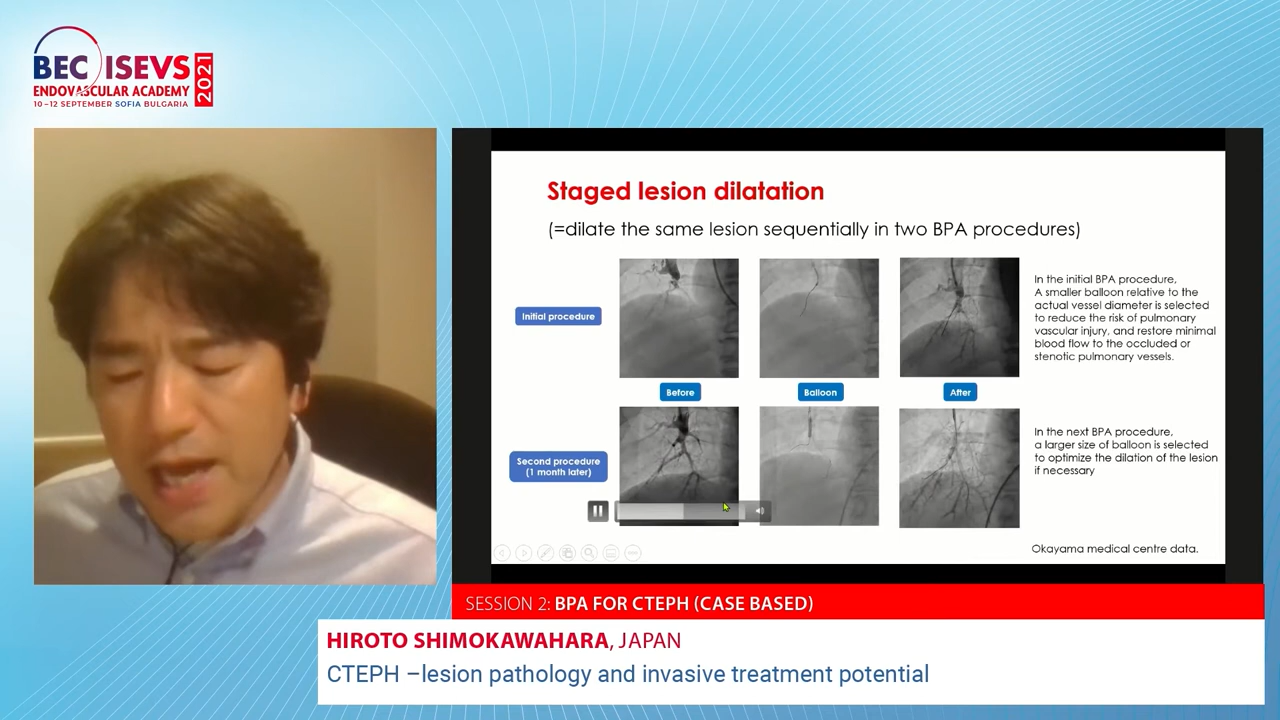 BEC ISEVS
2021
ENDOVASCULAR ACADEMY
10–12 SEPTEMBER SOFIA BULGARIA
Staged lesion dilatation
(=dilate the same lesion sequentially in two BPA procedures)
Initial procedure
In the initial BPA procedure,
A smaller balloon relative to the
actual vessel diameter is selected
to reduce the risk of pulmonary
vascular injury, and restore minimal
blood flow to the occluded or
stenotic pulmonary vessels.
Before
Balloon
After
Second procedure
(1 month later)
In the next BPA procedure,
a larger size of balloon is selected
to optimize the dilation of the lesion
if necessary
Okayama medical centre data.
SESSION 2: BPA FOR CTEPH (CASE BASED)
HIROTO SHIMOKAWAHARA, JAPAN
CTEPH –lesion pathology and invasive treatment potential